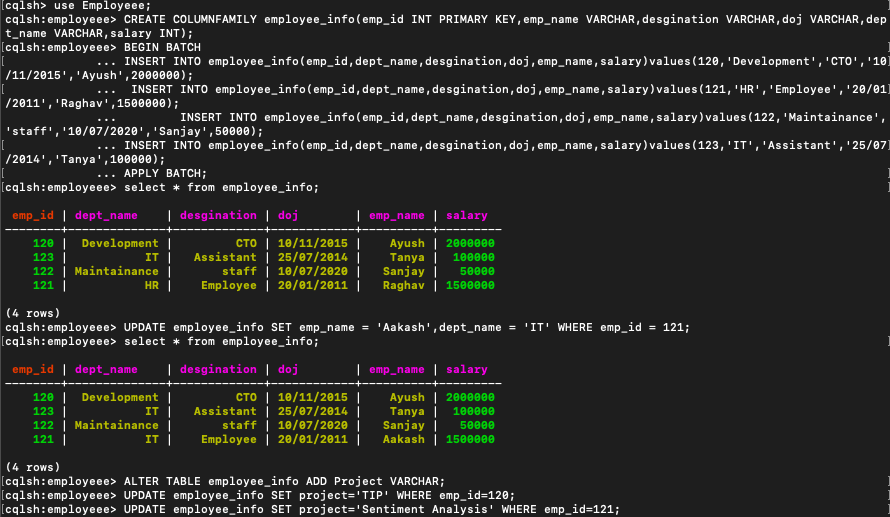 [cqlsh> use Employeee;
[cqlsh:employeee> CREATE COLUMNFAMILY employee_info(emp_id INT PRIMARY KEY,emp_name VARCHAR,desgination VARCHAR,doj VARCHAR,dep]
t_name VARCHAR,salary INT);
[cqlsh:employeee> BEGIN BATCH ]
[             ... INSERT INTO employee_info(emp_id,dept_name,desgination,doj,emp_name,salary)values(120,'Development','CTO','10]
/11/2015','Ayush',2000000);
[             ...  INSERT INTO employee_info(emp_id,dept_name,desgination,doj,emp_name,salary)values(121,'HR','Employee','20/01]
/2011','Raghav',1500000);
              ...         INSERT INTO employee_info(emp_id,dept_name,desgination,doj,emp_name,salary)values(122,'Maintainance',
'staff','10/07/2020','Sanjay',50000);
[             ... INSERT INTO employee_info(emp_id,dept_name,desgination,doj,emp_name,salary)values(123,'IT','Assistant','25/07]
/2014','Tanya',100000);
[             ... APPLY BATCH; ]
[cqlsh:employeee> select * from employee_info; ]
 emp_id | dept_name    | desgination | doj        | emp_name | salary
--------+--------------+-------------+------------+----------+---------
    120 |  Development |         CTO | 10/11/2015 |    Ayush | 2000000
    123 |           IT |   Assistant | 25/07/2014 |    Tanya |  100000
    122 | Maintainance |       staff | 10/07/2020 |   Sanjay |   50000
    121 |           HR |    Employee | 20/01/2011 |   Raghav | 1500000
(4 rows)
cqlsh:employeee> UPDATE employee_info SET emp_name = 'Aakash',dept_name = 'IT' WHERE emp_id = 121;
[cqlsh:employeee> select * from employee_info; ]
 emp_id | dept_name    | desgination | doj        | emp_name | salary
--------+--------------+-------------+------------+----------+---------
    120 |  Development |         CTO | 10/11/2015 |    Ayush | 2000000
    123 |           IT |   Assistant | 25/07/2014 |    Tanya |  100000
    122 | Maintainance |       staff | 10/07/2020 |   Sanjay |   50000
    121 |           IT |    Employee | 20/01/2011 |   Aakash | 1500000
(4 rows)
[cqlsh:employeee> ALTER TABLE employee_info ADD Project VARCHAR; ]
[cqlsh:employeee> UPDATE employee_info SET project='TIP' WHERE emp_id=120; ]
[cqlsh:employeee> UPDATE employee_info SET project='Sentiment Analysis' WHERE emp_id=121; ]